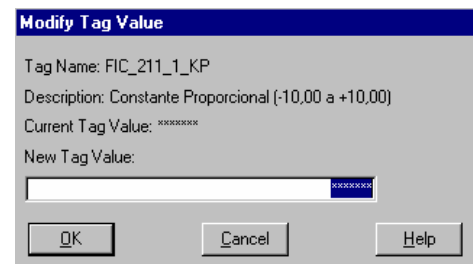 Modify Tag Value
Tag Name: FIC_211_1_KP
Description: Constante Proporcional (-10,00 a +10,00)
Current Tag Value: *******
New Tag Value:
*******
OK Cancel Help